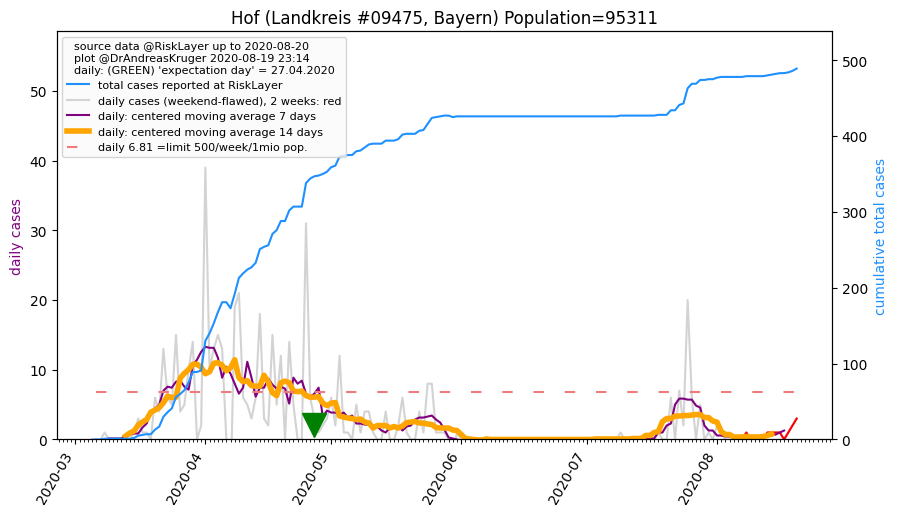 Hof (Landkreis #09475, Bayern) Population=95311
source data @RiskLayer up to 2020-08-20
plot @DrAndreasKruger 2020-08-19 23:14
daily: (GREEN) 'expectation day' = 27.04.2020
total cases reported at RiskLayer
daily cases (weekend-flawed), 2 weeks: red
daily: centered moving average 7 days
daily: centered moving average 14 days
daily 6.81 =limit 500/week/1mio pop.
daily cases
50
40
30
20
10
0
cumulative total cases
500
400
300
200
100
0
2020-03
2020-04
2020-05
2020-06
2020-07
2020-08